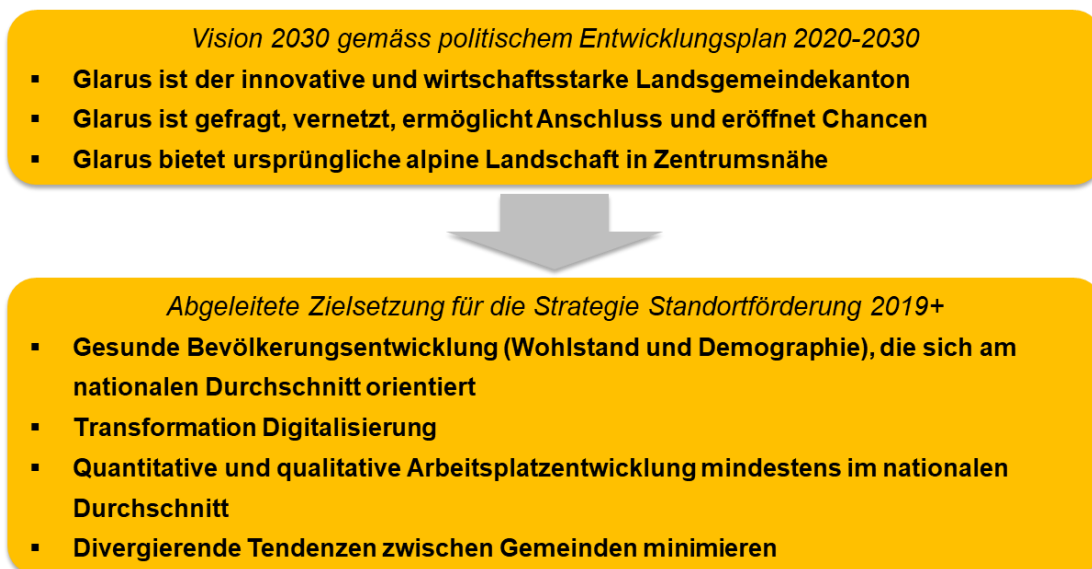 Vision 2030 gemäss politischem Entwicklungsplan 2020-2030
▪ Glarus ist der innovative und wirtschaftsstarke Landsgemeindekanton
▪ Glarus ist gefragt, vernetzt, ermöglicht Anschluss und eröffnet Chancen
▪ Glarus bietet ursprüngliche alpine Landschaft in Zentrumsnähe
Abgeleitete Zielsetzung für die Strategie Standortförderung 2019+
▪ Gesunde Bevölkerungsentwicklung (Wohlstand und Demographie), die sich am
nationalen Durchschnitt orientiert
▪ Transformation Digitalisierung
▪ Quantitative und qualitative Arbeitsplatzentwicklung mindestens im nationalen
Durchschnitt
▪ Divergierende Tendenzen zwischen Gemeinden minimieren